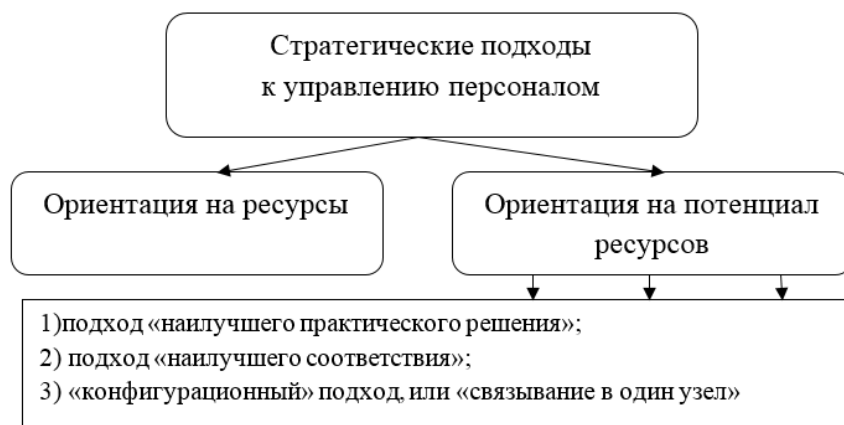 Стратегические подходы
к управлению персоналом
Ориентация на ресурсы
Ориентация на потенциал
ресурсов
1)подход «наилучшего практического решения»;
2) подход «наилучшего соответствия»;
3) «конфигурационный» подход, или «связывание в один узел»